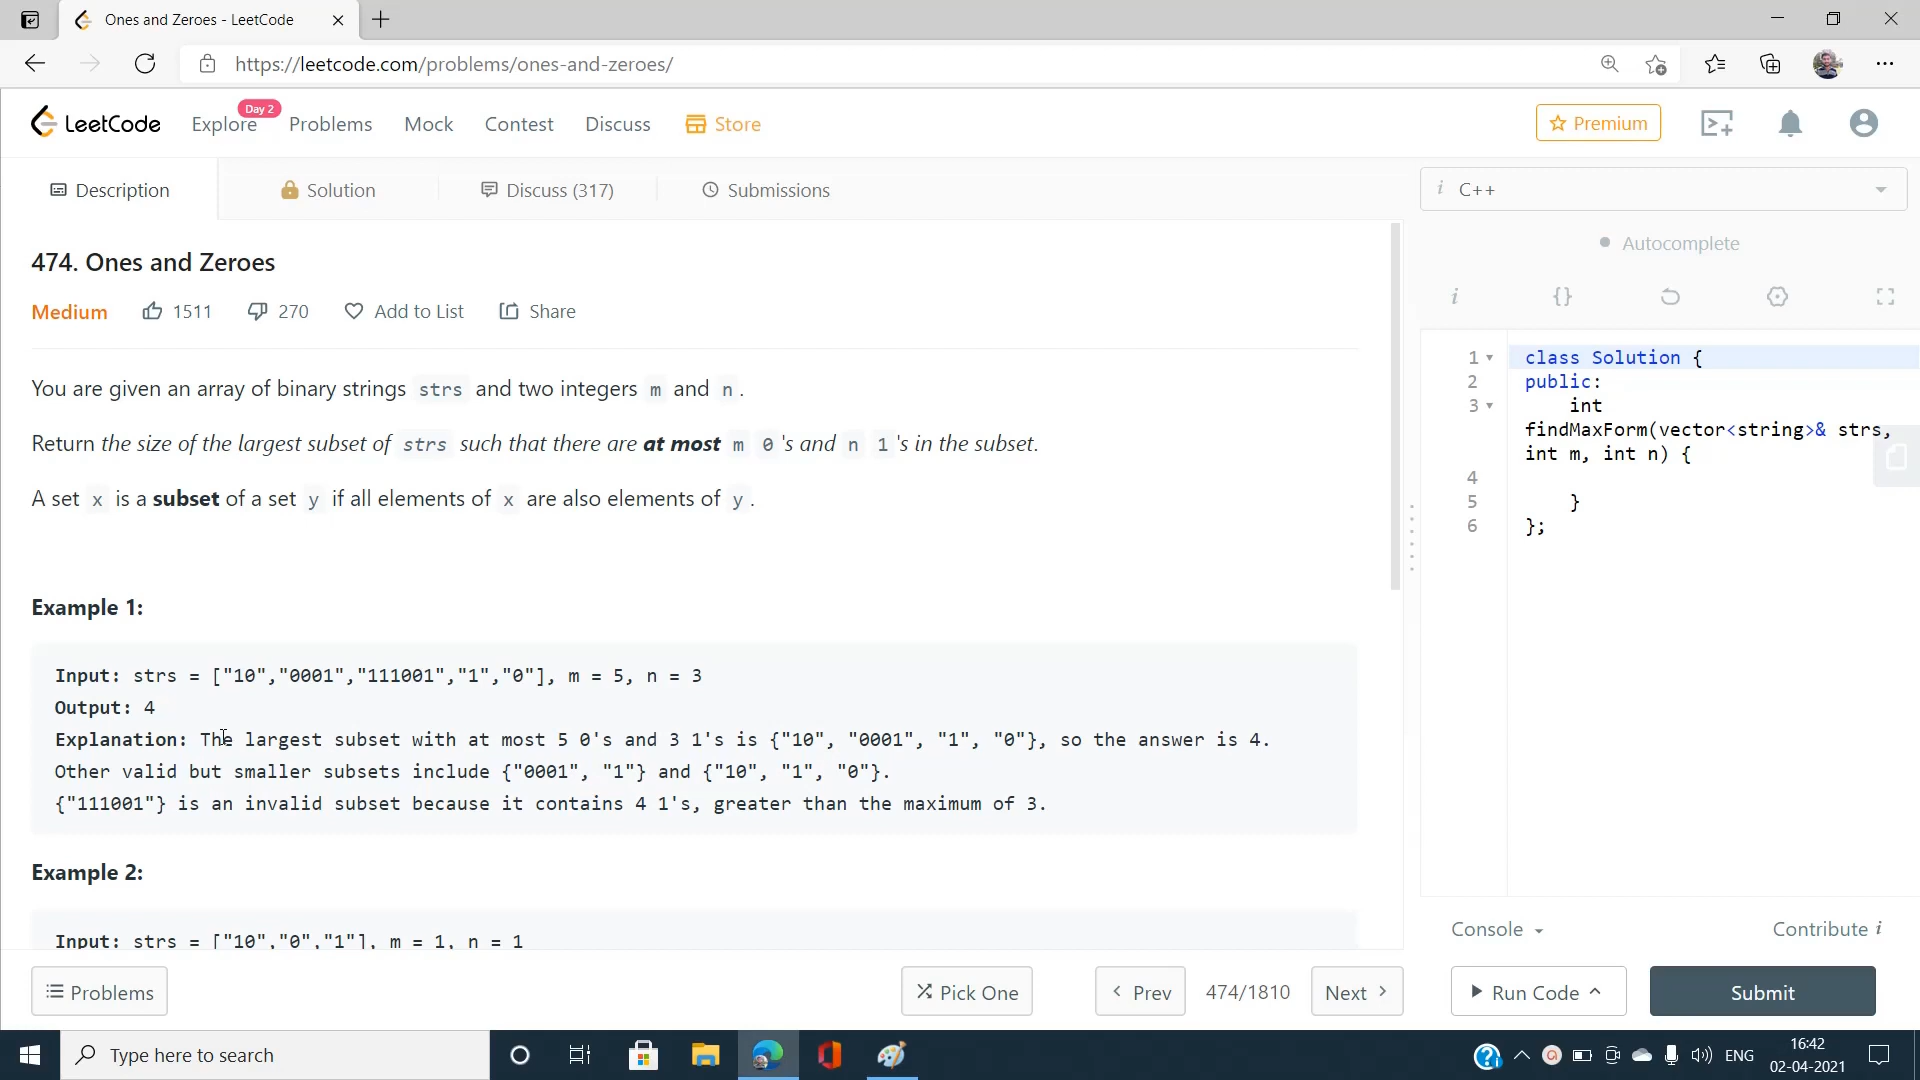 Ones and Zeroes - LeetCode
https://leetcode.com/problems/ones-and-zeroes/
LeetCode
Explore
Day 2
Problems
Mock
Contest
Discuss
Store
Premium
Description
Solution
Discuss (317)
Submissions
474. Ones and Zeroes
Medium
1511
270
Add to List
Share
You are given an array of binary strings strs and two integers m and n.
Return the size of the largest subset of strs such that there are at most m 0's and n 1's in the subset.
A set x is a subset of a set y if all elements of x are also elements of y.
Example 1:
Input: strs = ["10","0001","111001","1","0"], m = 5, n = 3
Output: 4
Explanation: The largest subset with at most 5 0's and 3 1's is {"10", "0001", "1", "0"}, so the answer is 4.
Other valid but smaller subsets include {"0001", "1"} and {"10", "1", "0"}.
{"111001"} is an invalid subset because it contains 4 1's, greater than the maximum of 3.
Example 2:
Input: strs = ["10","0","1"], m = 1, n = 1
Problems
Pick One
Prev
474/1810
Next
i C++
Autocomplete
i {}
1 class Solution {
2 public:
3 int
findMaxForm(vector<string>& strs,
int m, int n) {
4
5 }
6 };
Console
Contribute i
Run Code
Submit
Type here to search
ENG
16:42
02-04-2021